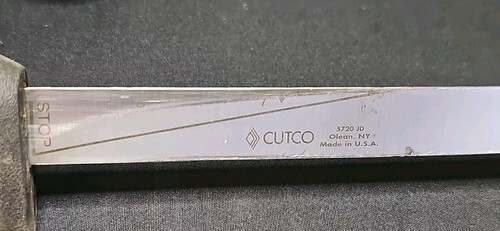 STOP
CUTCO
5720 JD
Olean, NY
Made in U.S.A.